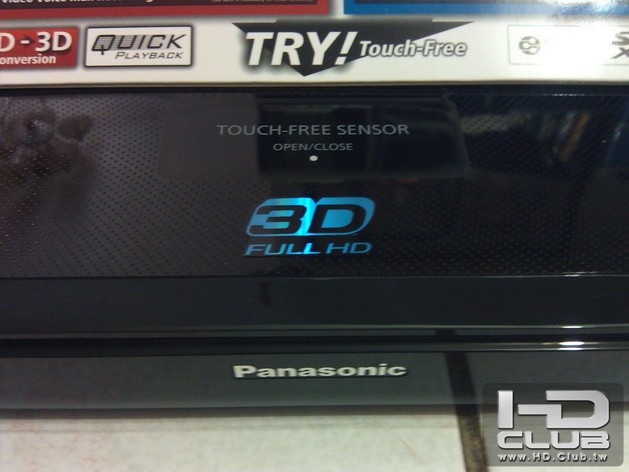 D - 3D
onversion
QUICK
PLAYBACK
TRY! Touch-Free
TOUCH-FREE SENSOR
OPEN/CLOSE
3D
FULL HD
Panasonic
HD
CLUB
www.HD.Club.tw